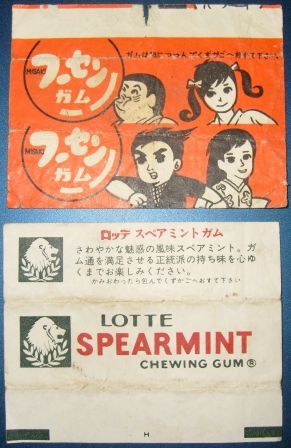 MISAKI
フーセン
ガム
ガムは紙につつんでくずかごへ捨てて下さい。
MISAKI
フーセン
ガム
ロッテ スペアミントガム
さわやかな魅惑の風味スペアミント。ガ
ム通を満足させる正統派の持ち味を心ゆ
くまでお楽しみください。
かみおわったら包んでくずかごへおすて下さい
LOTTE
SPEARMINT
CHEWING GUM®
H